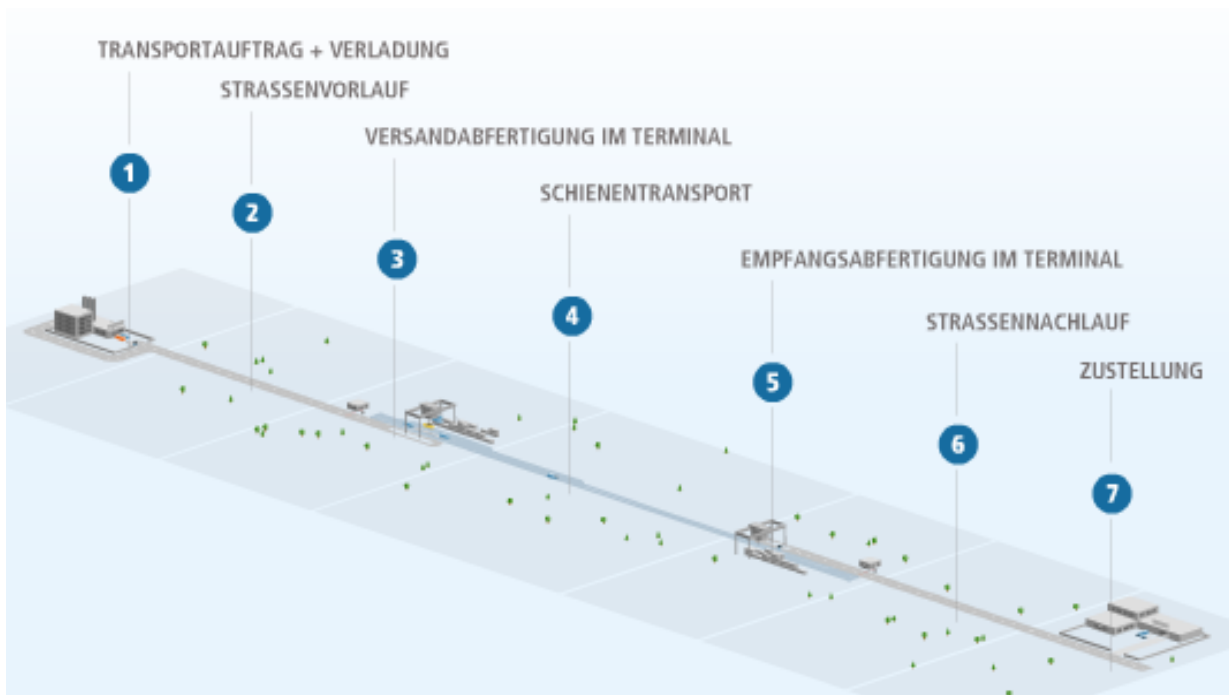 TRANSPORTAUFTRAG + VERLADUNG
STRASSENVORLAUF
VERSANDABFERTIGUNG IM TERMINAL
1
SCHIENENTRANSPORT
2
3
EMPFANGSABFERTIGUNG IM TERMINAL
4
STRASSENNACHLAUF
ZUSTELLUNG
5
6
7